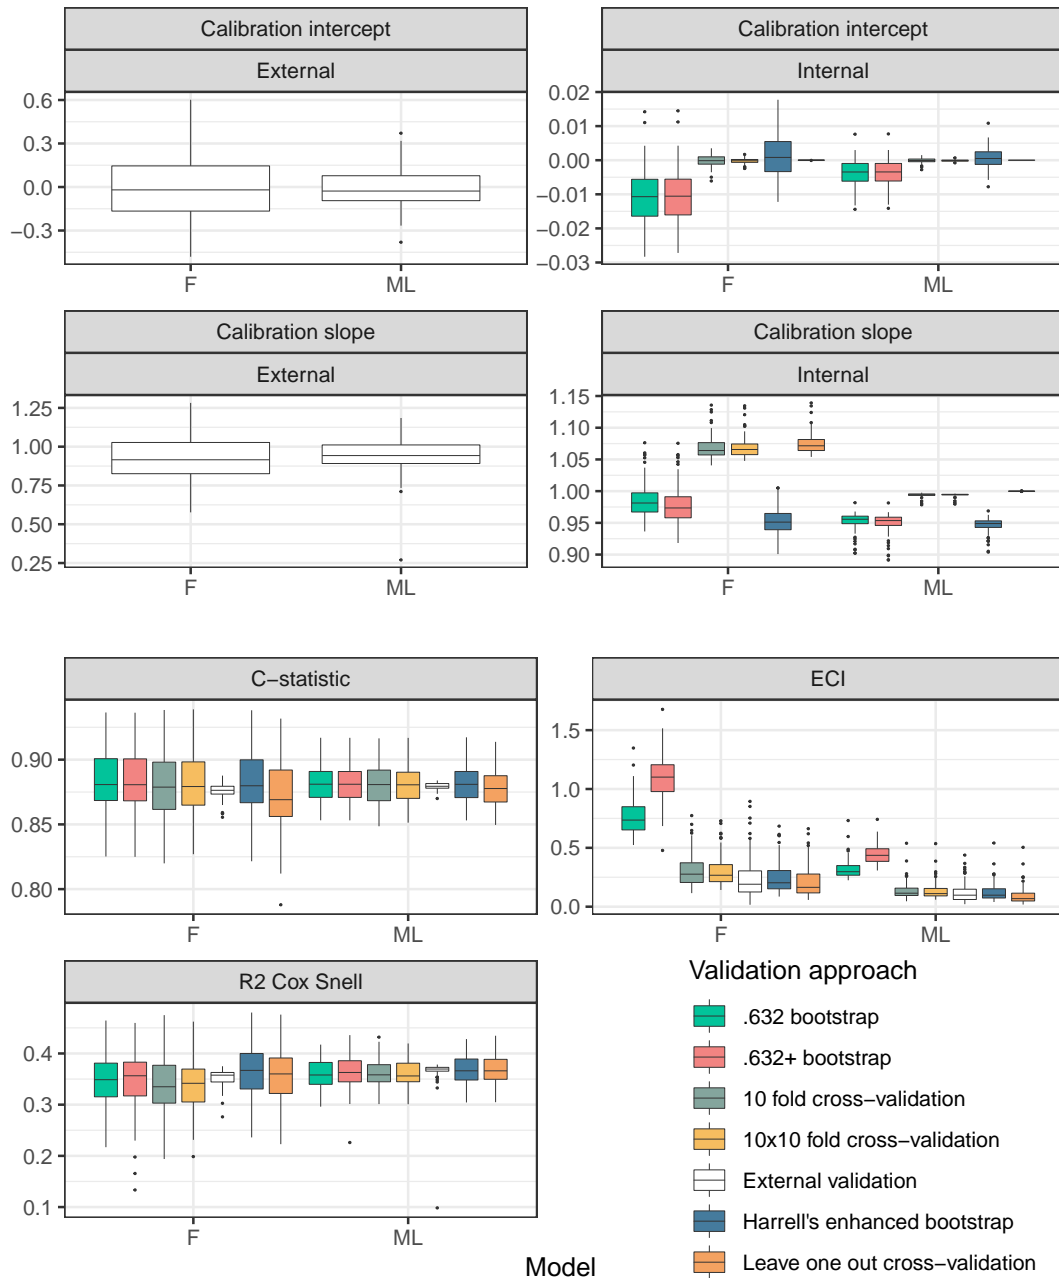 Calibration intercept
External
0.6
0.3
0.0
−0.3
F
ML
Calibration intercept
Internal
0.02
0.01
0.00
−0.01
−0.02
−0.03
F
ML
Calibration slope
External
1.25
1.00
0.75
0.50
0.25
F
ML
Calibration slope
Internal
1.15
1.10
1.05
1.00
0.95
0.90
F
ML
C−statistic
0.90
0.85
0.80
F
ML
ECI
1.5
1.0
0.5
0.0
F
ML
R2 Cox Snell
0.4
0.3
0.2
0.1
F
ML
Model
Validation approach
.632 bootstrap
.632+ bootstrap
10 fold cross−validation
10x10 fold cross−validation
External validation
Harrell's enhanced bootstrap
Leave one out cross−validation